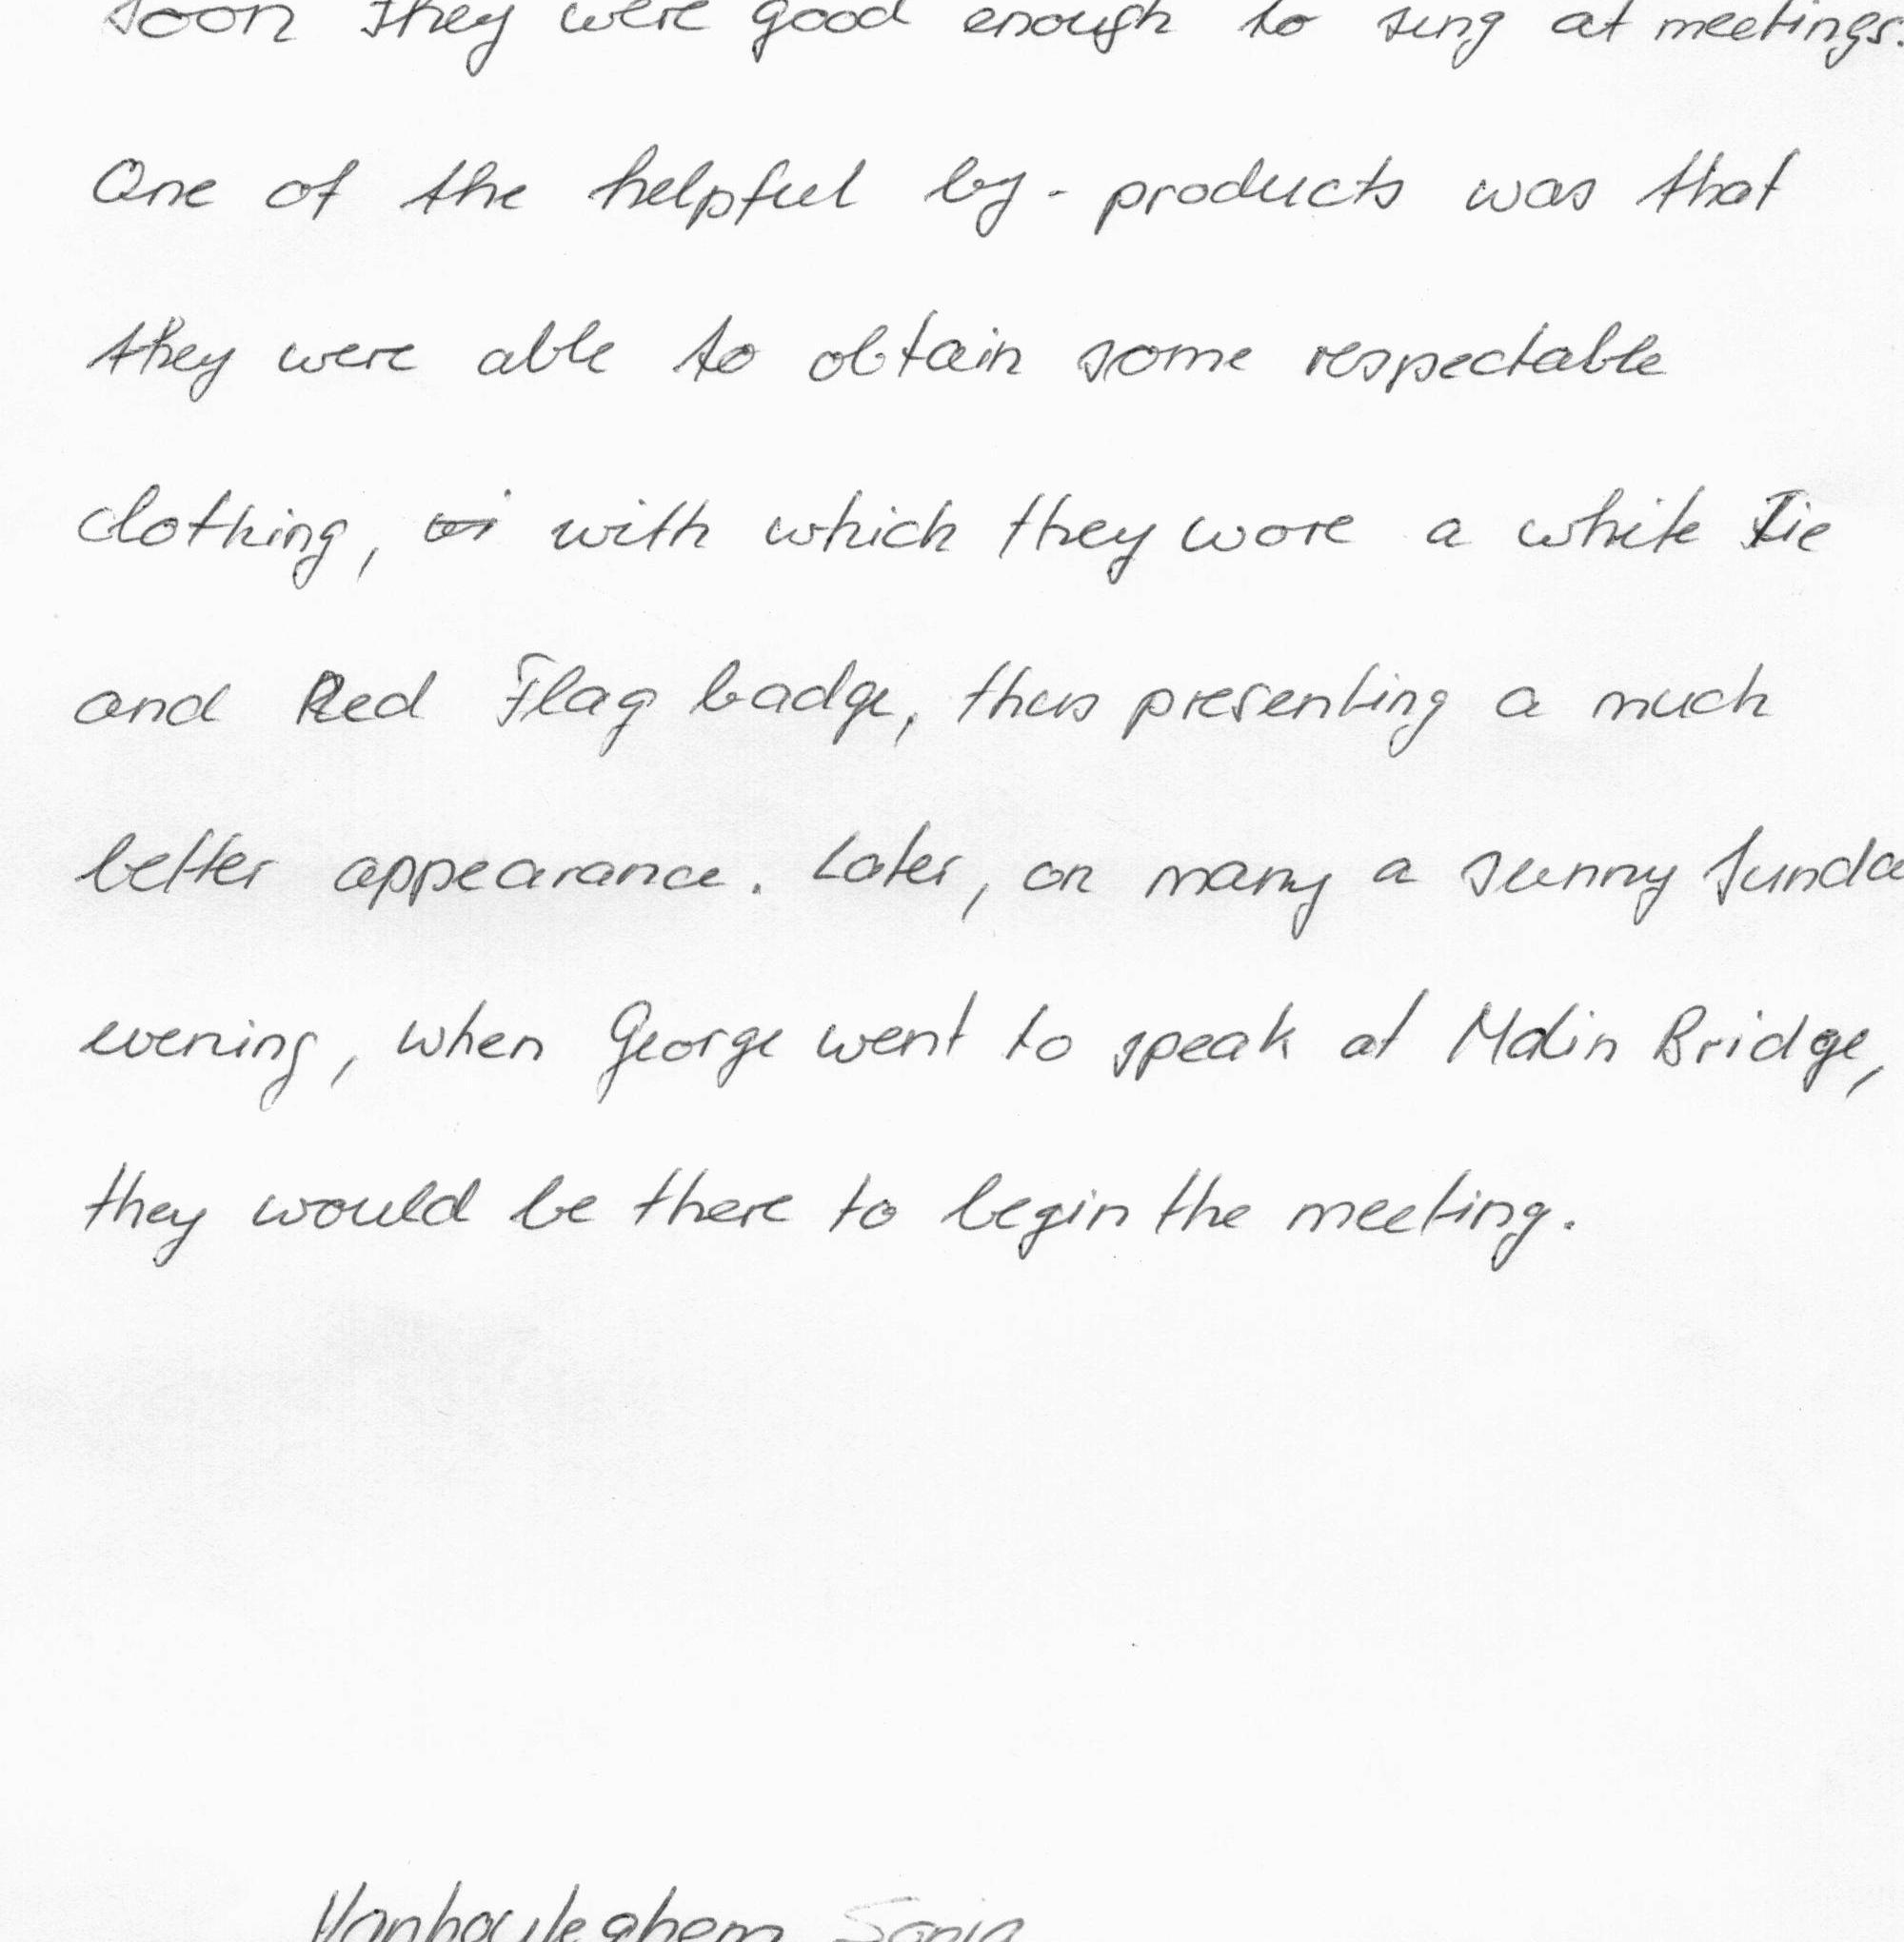 soon they were good enough to sing at meetings.
One of the helpful by-products was that
they were able to obtain some respectable
clothing, with which they wore a white Tie
and Red Flag badge, thus presenting a much
better appearance. Later, on many a sunny Sunda
evening, when George went to speak at Malin Bridge,
they would be there to begin the meeting.
Sonia